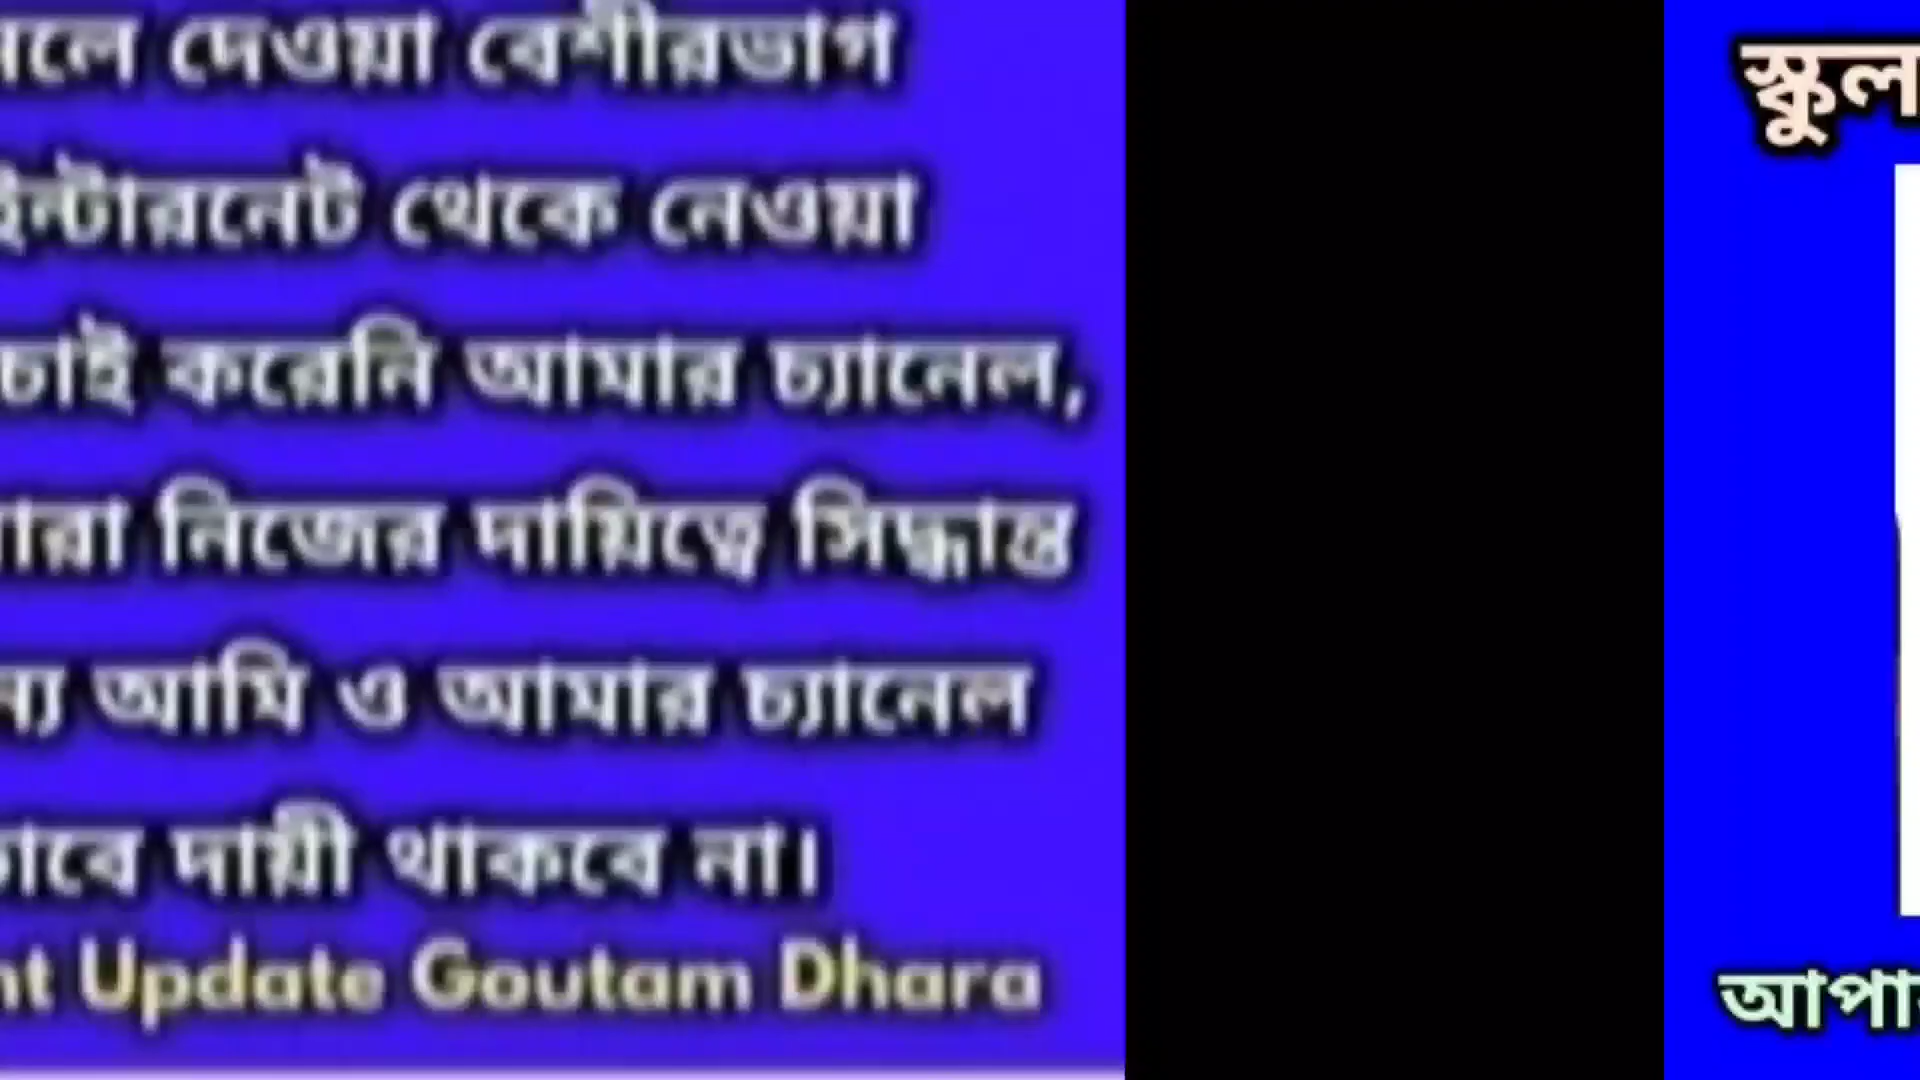 দেওয়া বেশীরভাগ
ইন্টারনেট থেকে নেওয়া
করেনি আমার চ্যানেল,
নিজের দায়িত্বে সিদ্ধান্ত
আমি ও আমার চ্যানেল
দায়ী থাকবে না।
Update Goutam Dhara
স্কুল